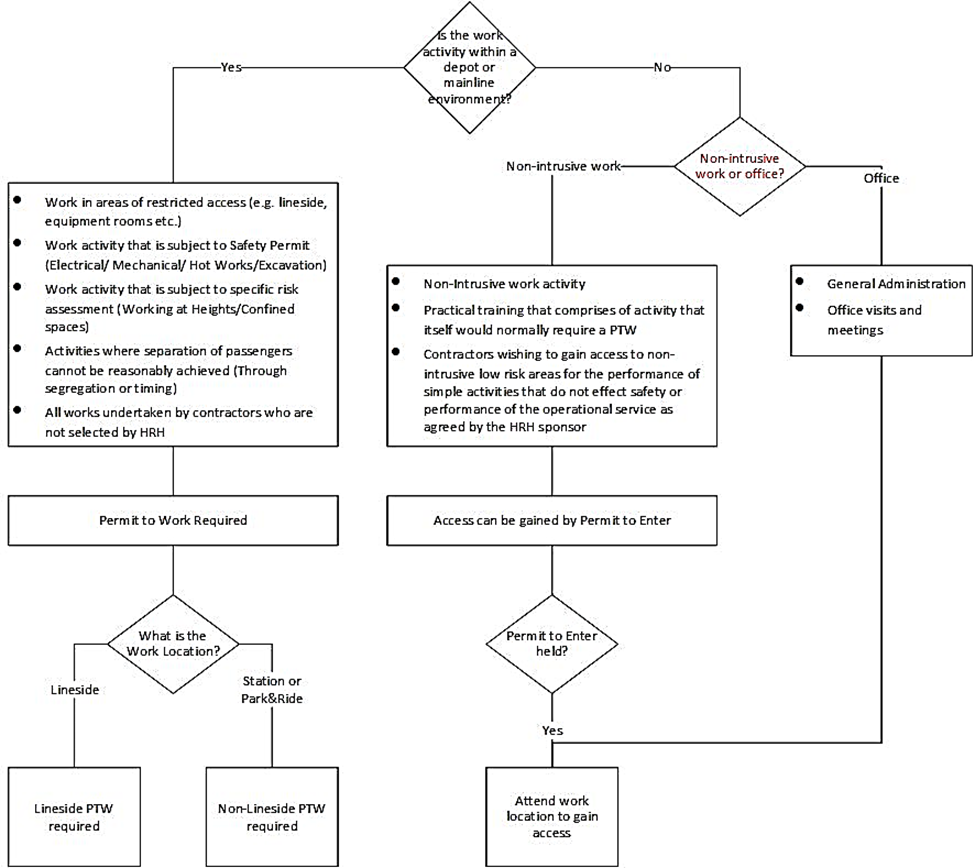 Is the work
activity within a
depot or
mainline
environment?
Yes
No
Non-intrusive
work or office?
Non-intrusive work
Office
● Work in areas of restricted access (e.g. lineside,
equipment rooms etc.)
● Work activity that is subject to Safety Permit
(Electrical/ Mechanical/ Hot Works/Excavation)
● Work activity that is subject to specific risk
assessment (Working at Heights/Confined
spaces)
● Activities where separation of passengers
cannot be reasonably achieved (Through
segregation or timing)
● All works undertaken by contractors who are
not selected by HRH
● Non-Intrusive work activity
● Practical training that comprises of activity that
itself would normally require a PTW
● Contractors wishing to gain access to non-
intrusive low risk areas for the performance of
simple activities that do not effect safety or
performance of the operational service as
agreed by the HRH sponsor
● General Administration
● Office visits and
meetings
Permit to Work Required
Access can be gained by Permit to Enter
What is the
Work Location?
Permit to Enter
held?
Lineside
Station or
Park&Ride
Yes
Lineside PTW
required
Non-Lineside PTW
required
Attend work
location to gain
access